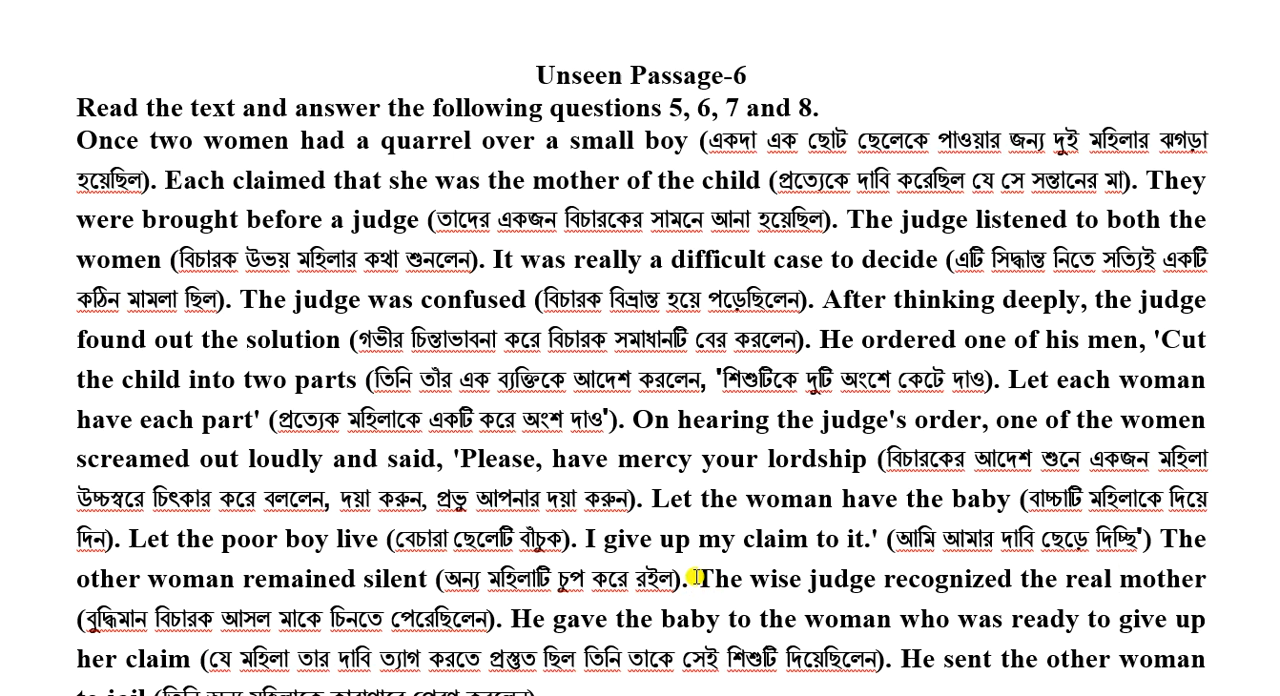 Unseen Passage-6
Read the text and answer the following questions 5, 6, 7 and 8.
Once two women had a quarrel over a small boy (একদা এক ছোট ছেলেকে পাওয়ার জন্য দুই মহিলার ঝগড়া
হয়েছিল). Each claimed that she was the mother of the child (প্রত্যেকে দাবি করেছিল যে সে সন্তানের মা). They
were brought before a judge (তাদের একজন বিচারকের সামনে আনা হয়েছিল). The judge listened to both the
women (বিচারক উভয় মহিলার কথা শুনলেন). It was really a difficult case to decide (এটি সিদ্ধান্ত নিতে সত্যিই একটি
কঠিন মামলা ছিল). The judge was confused (বিচারক বিভ্রান্ত হয়ে পড়েছিলেন). After thinking deeply, the judge
found out the solution (গভীর চিন্তাভাবনা করে বিচারক সমাধানটি বের করলেন). He ordered one of his men, 'Cut
the child into two parts (তিনি তাঁর এক ব্যক্তিকে আদেশ করলেন, 'শিশুটিকে দুটি অংশে কেটে দাও). Let each woman
have each part' (প্রত্যেক মহিলাকে একটি করে অংশ দাও'). On hearing the judge's order, one of the women
screamed out loudly and said, 'Please, have mercy your lordship (বিচারকের আদেশ শুনে একজন মহিলা
উচ্চস্বরে চিৎকার করে বললেন, দয়া করুন, প্রভু আপনার দয়া করুন). Let the woman have the baby (বাচ্চাটি মহিলাকে দিয়ে
দিন). Let the poor boy live (বেচারা ছেলেটি বাঁচুক). I give up my claim to it.' (আমি আমার দাবি ছেড়ে দিচ্ছি') The
other woman remained silent (অন্য মহিলাটি চুপ করে রইল). The wise judge recognized the real mother
(বুদ্ধিমান বিচারক আসল মাকে চিনতে পেরেছিলেন). He gave the baby to the woman who was ready to give up
her claim (যে মহিলা তার দাবি ত্যাগ করতে প্রস্তুত ছিল তিনি তাকে সেই শিশুটি দিয়েছিলেন). He sent the other woman
to jail (তিনি অন্য মহিলাকে কারাগারে প্রেরণ করলেন)